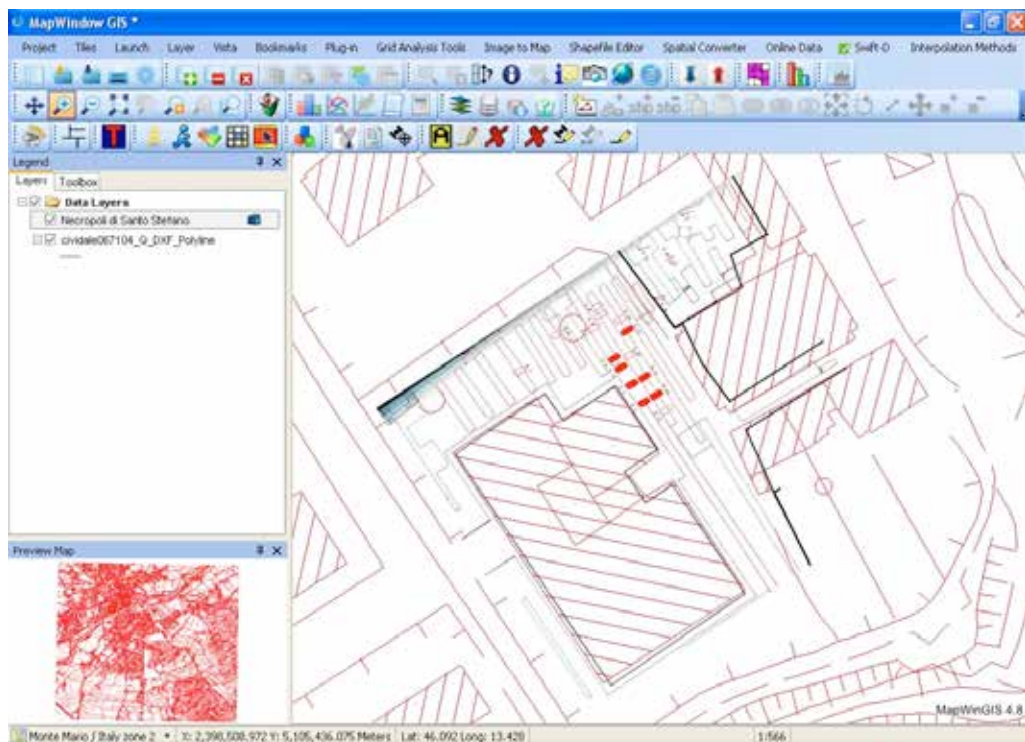 MapWindow GIS *
Project Tiles Launch Layer Vista Bookmarks Plug-in Grid Analysis Tools Image to Map Shapefile Editor Spatial Converter Online Data Swift-D Interpolation Methods
Legend
Layers Toolbox
Data Layers
Necropoli di Santo Stefano
cividale067104_Q_DXF_Polyline
Preview Map
MapWinGIS 4.8
Monte Mario / Italy zone 2 X: 2,398,508.972 Y: 5,105,436.075 Meters Lat: 46.092 Long: 13.428 1:566